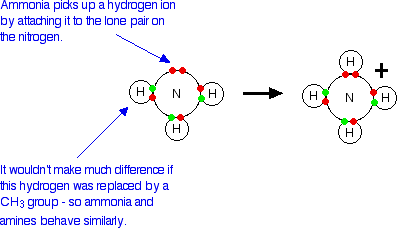 Ammonia picks up a hydrogen ion
by attaching it to the lone pair on
the nitrogen.
H N H
H
H
H N H
H
+
It wouldn't make much difference if
this hydrogen was replaced by a
CH3 group - so ammonia and
amines behave similarly.